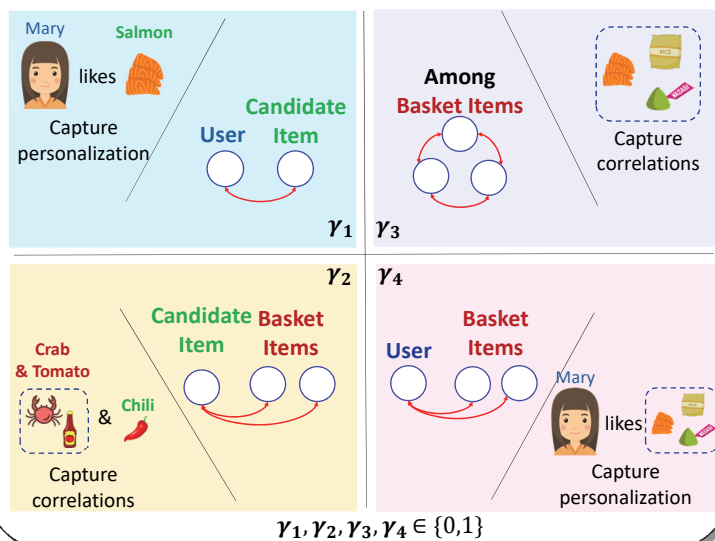 Mary
likes
Salmon
Capture
personalization
User
Candidate
Item
γ1
Among
Basket Items
RICE
WASABI
Capture
correlations
γ3
γ2
Crab
& Tomato
&
Chili
Capture
correlations
Candidate
Item
Basket
Items
γ4
User
Basket
Items
Mary
likes
RICE
WASABI
Capture
personalization
γ1, γ2, γ3, γ4 ∈ {0,1}